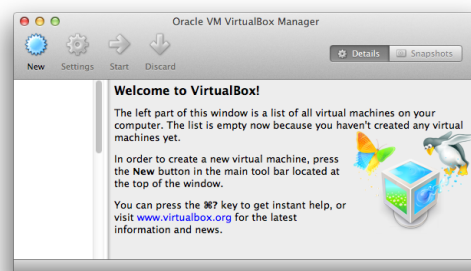 Oracle VM VirtualBox Manager
New Settings Start Discard Details Snapshots
Welcome to VirtualBox!
The left part of this window is a list of all virtual machines on your
computer. The list is empty now because you haven't created any virtual
machines yet.
In order to create a new virtual machine, press
the New button in the main tool bar located at
the top of the window.
You can press the ⌘? key to get instant help, or
visit www.virtualbox.org for the latest
information and news.